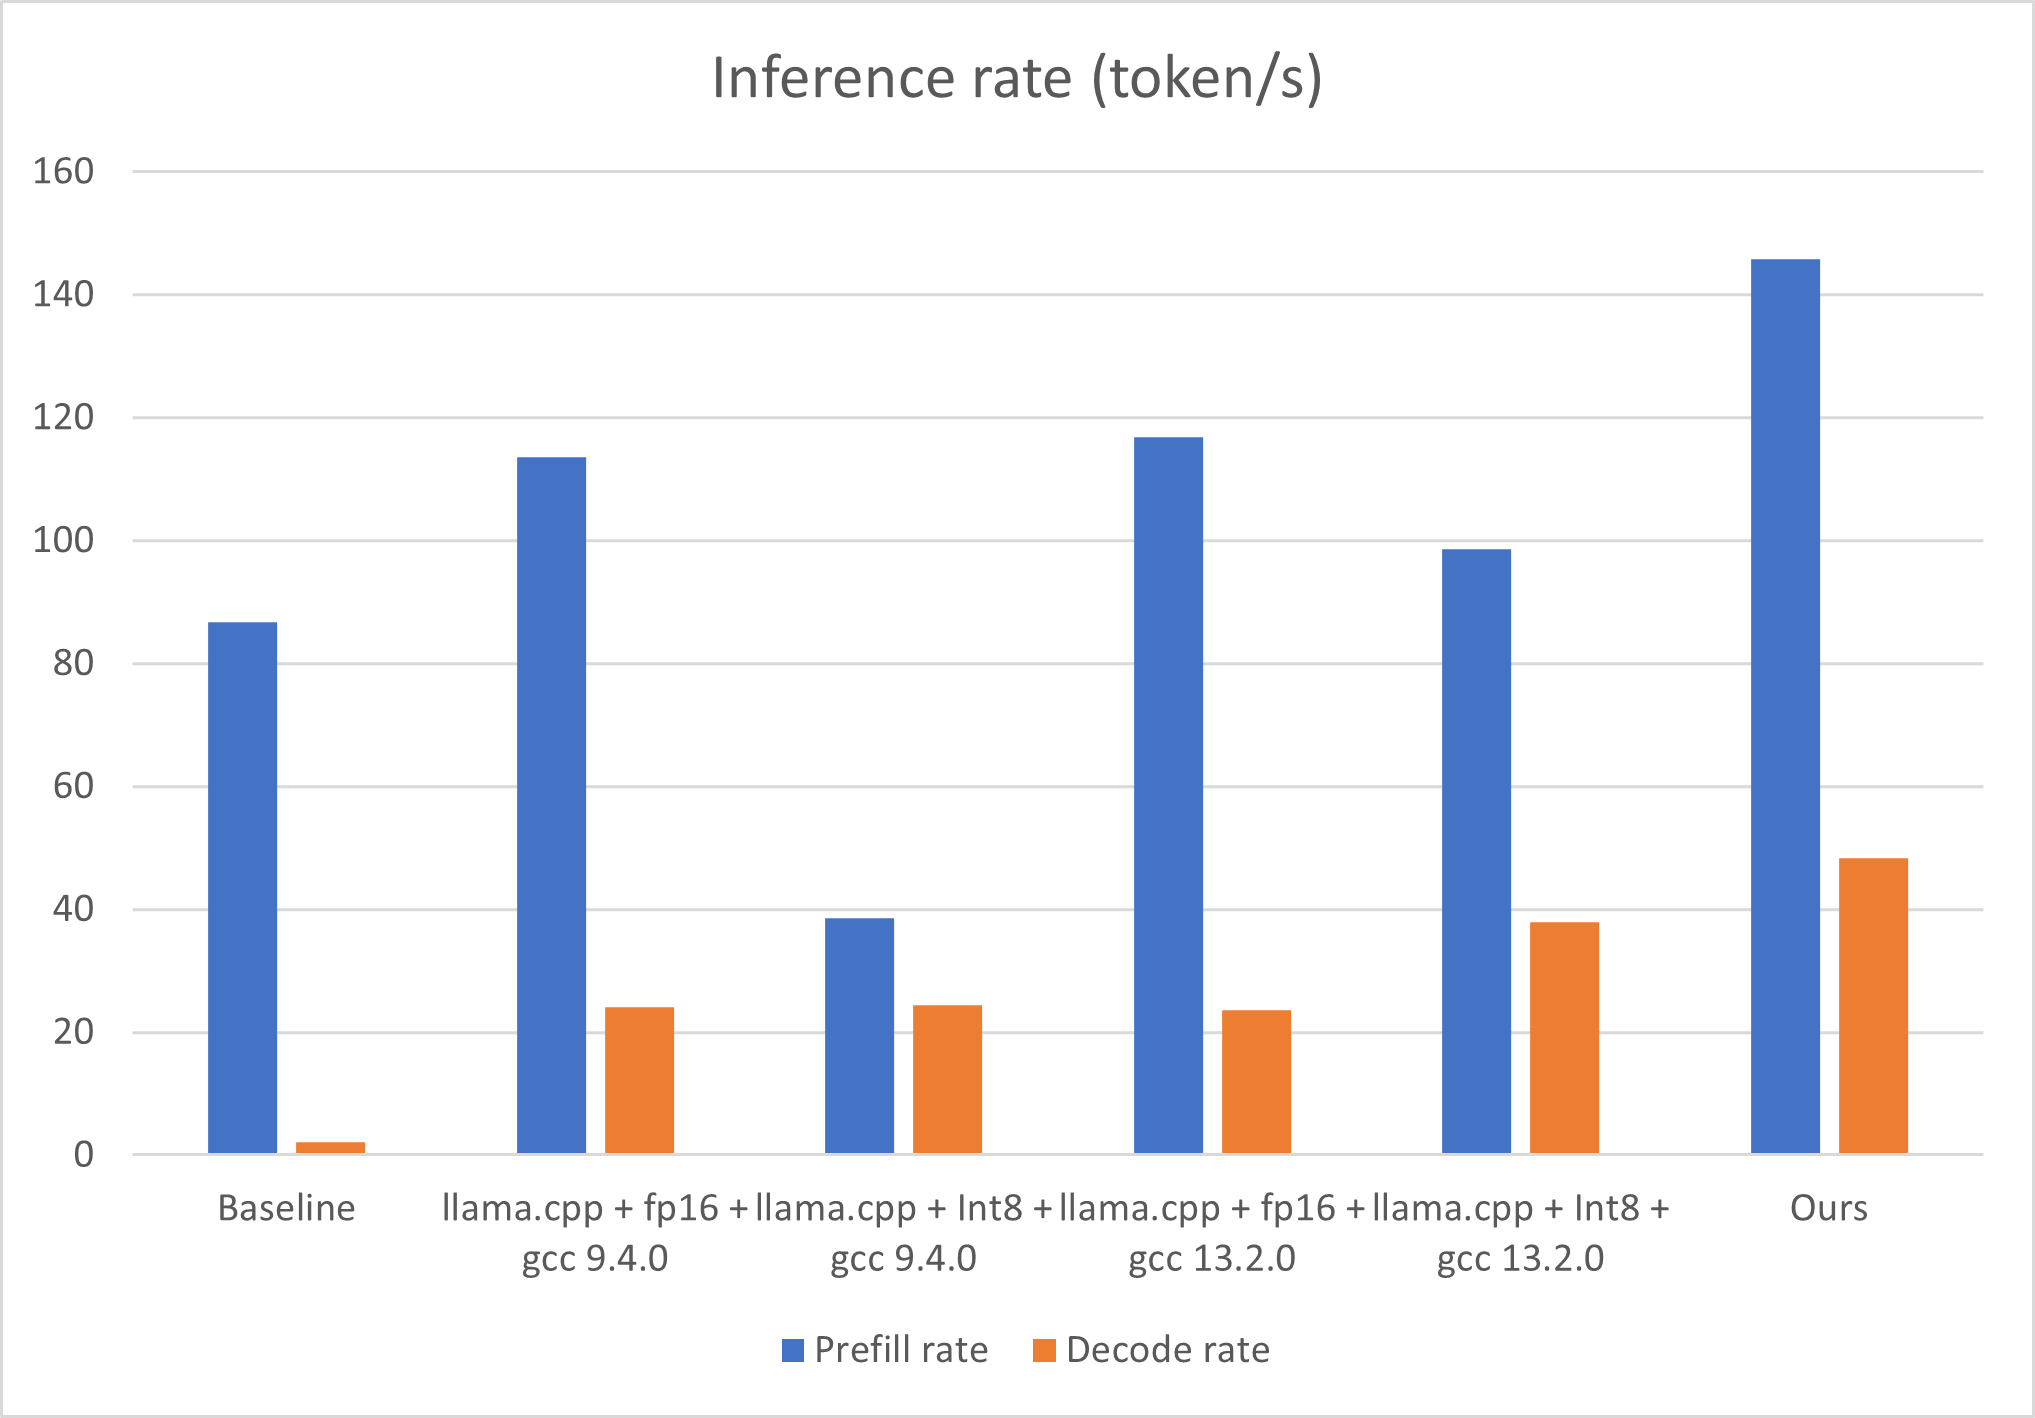 Inference rate (token/s)
160
140
120
100
80
60
40
20
0
Baseline
llama.cpp + fp16 +
gcc 9.4.0
llama.cpp + Int8 +
gcc 9.4.0
llama.cpp + fp16 +
gcc 13.2.0
llama.cpp + Int8 +
gcc 13.2.0
Ours
Prefill rate
Decode rate